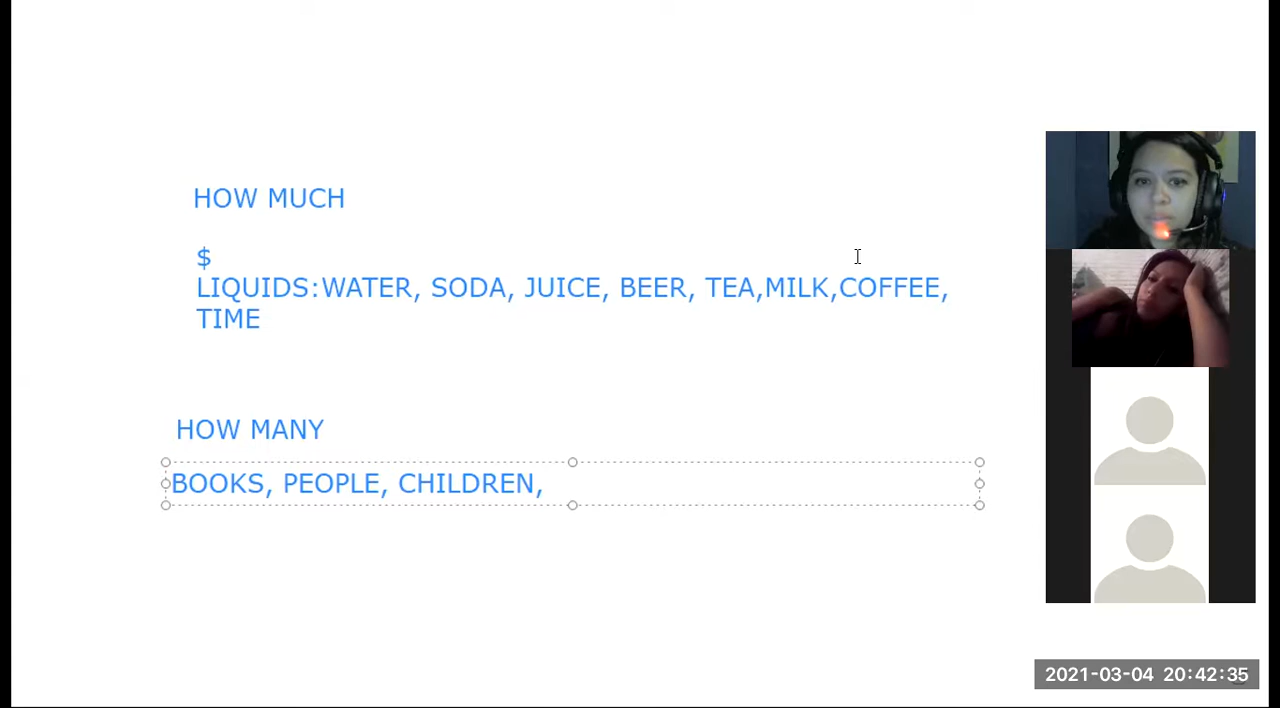 HOW MUCH
$
LIQUIDS:WATER, SODA, JUICE, BEER, TEA,MILK,COFFEE,
TIME
HOW MANY
BOOKS, PEOPLE, CHILDREN,
2021-03-04 20:42:35